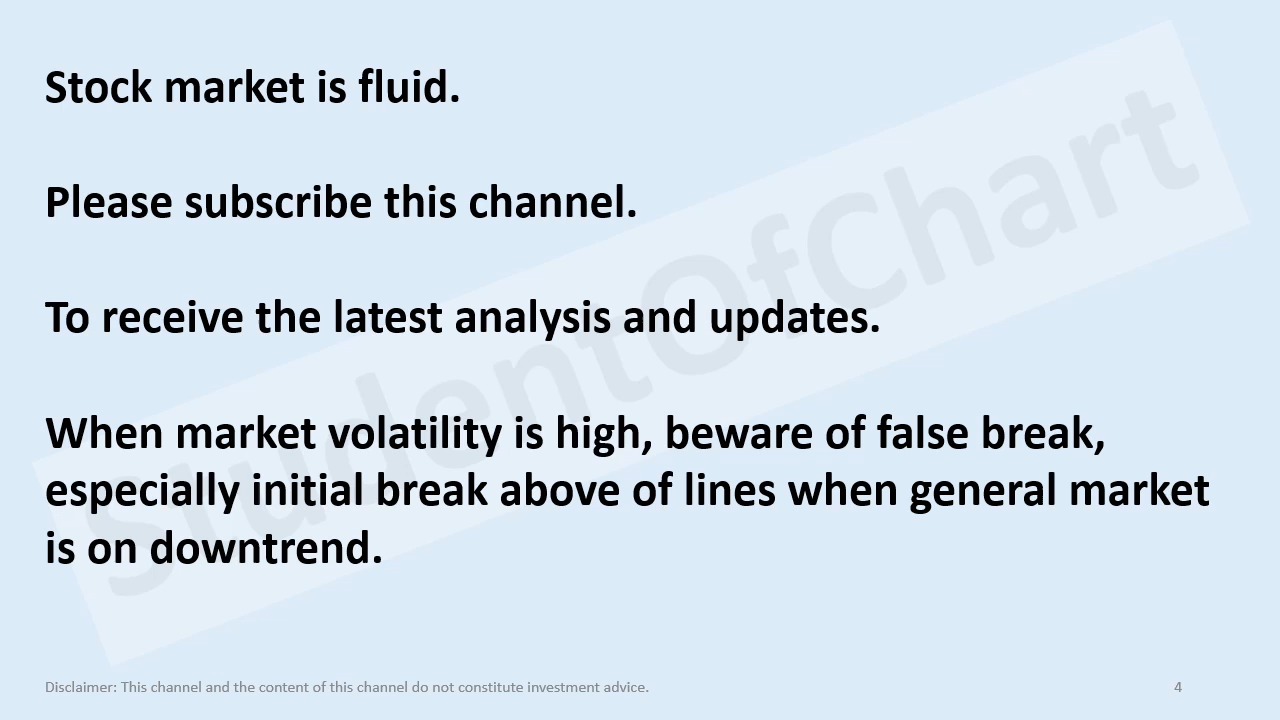 Stock market is fluid.
Please subscribe this channel.
To receive the latest analysis and updates.
When market volatility is high, beware of false break,
especially initial break above of lines when general market
is on downtrend.
StudentOfChart
Disclaimer: This channel and the content of this channel do not constitute investment advice.
4